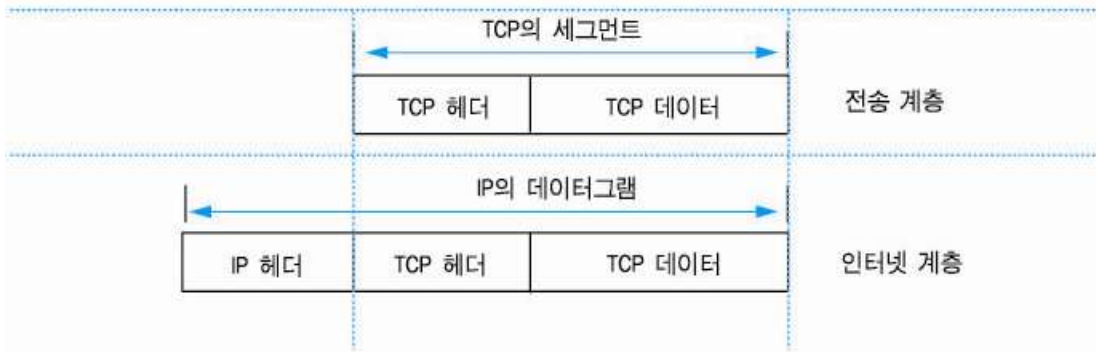 TCP의 세그먼트
TCP 헤더 TCP 데이터 전송 계층
IP의 데이터그램
IP 헤더 TCP 헤더 TCP 데이터 인터넷 계층